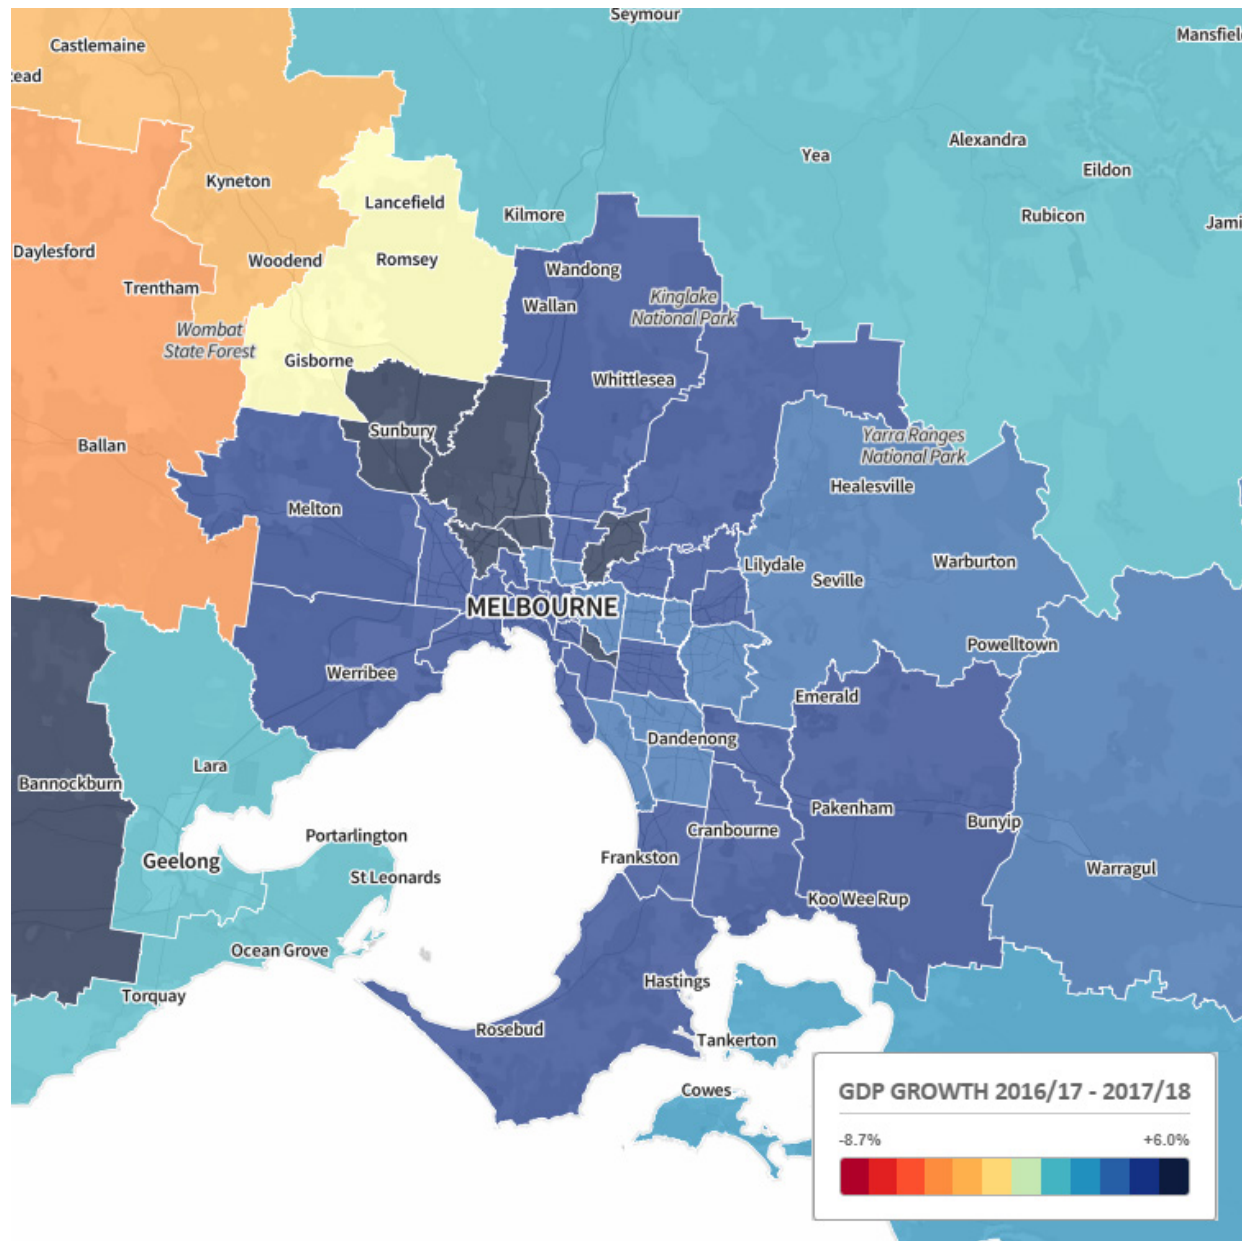 Seymour
Mansfiel
Castlemaine
ead
Alexandra
Yea
Eildon
Kyneton
Lancefield
Kilmore
Rubicon
Jami
Daylesford
Woodend
Romsey
Wandong
Trentham
Wallan
Kinglake
National Park
Wombat
State Forest
Gisborne
Whittlesea
Sunbury
Ballan
Yarra Ranges
National Park
Healesville
Melton
Lilydale
Seville
Warburton
MELBOURNE
Powelltown
Werribee
Emerald
Dandenong
Lara
Bannockburn
Pakenham
Bunyip
Cranbourne
Portarlington
Geelong
Frankston
Warragul
St Leonards
Koo Wee Rup
Ocean Grove
Hastings
Torquay
Rosebud
Tankerton
Cowes
GDP GROWTH 2016/17 - 2017/18
-8.7%
+6.0%